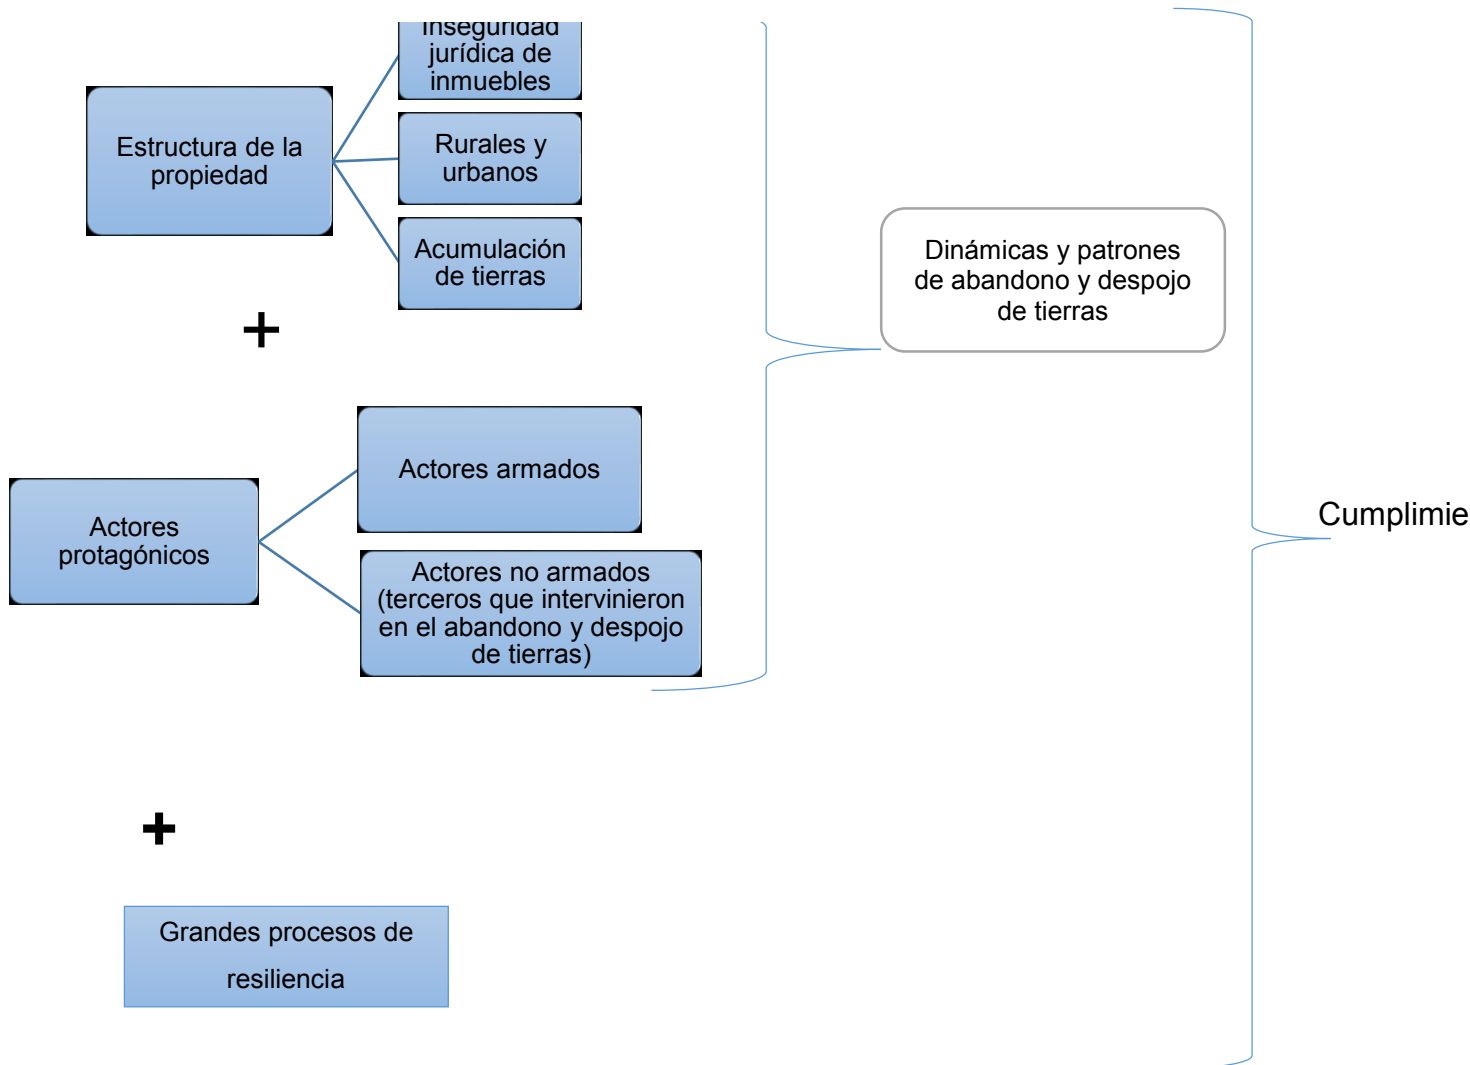 Inseguridad
jurídica de
inmuebles
Estructura de la
propiedad
Rurales y
urbanos
Acumulación
de tierras
+
Dinámicas y patrones
de abandono y despojo
de tierras
Actores
protagónicos
Actores armados
Actores no armados
(terceros que intervinieron
en el abandono y despojo
de tierras)
Cumplimie
+
Grandes procesos de
resiliencia